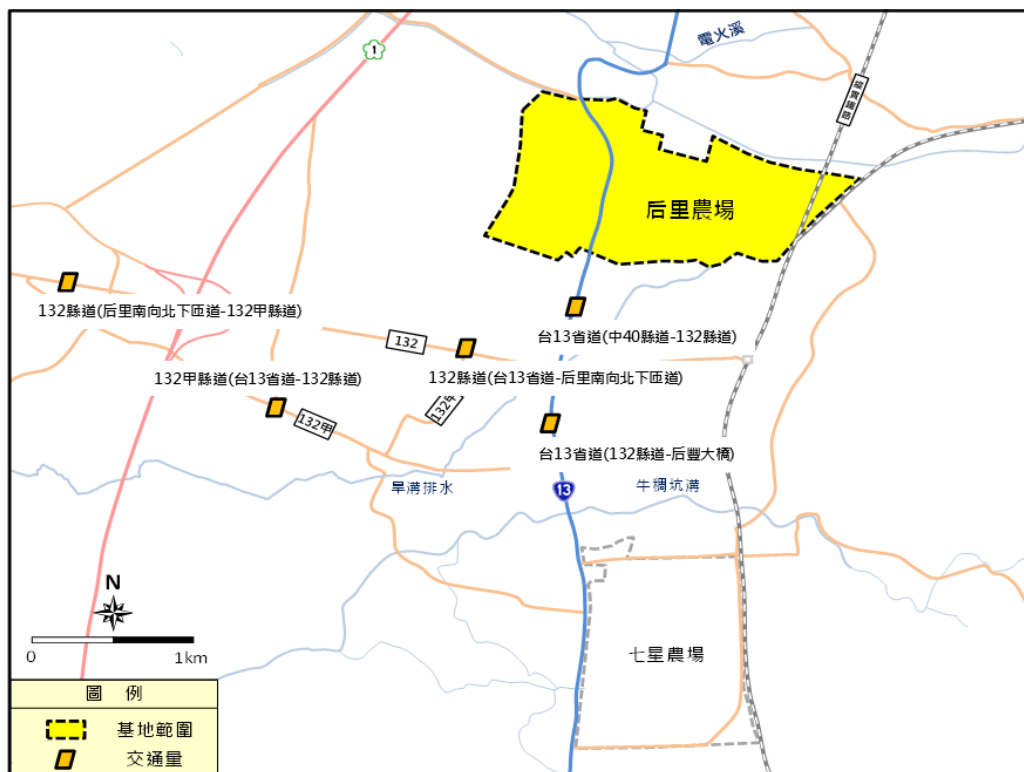 電火溪
1
縱貫鐵路
后里農場
132縣道(后里南向北下匝道-132甲縣道)
台13省道(中40縣道-132縣道)
132
132甲縣道(台13省道-132縣道)
132縣道(台13省道-后里南向北下匝道)
132甲
132甲
台13省道(132縣道-后豐大橋)
旱溝排水
13
牛稠坑溝
N
0
1km
七星農場
圖 例
基地範圍
交通量